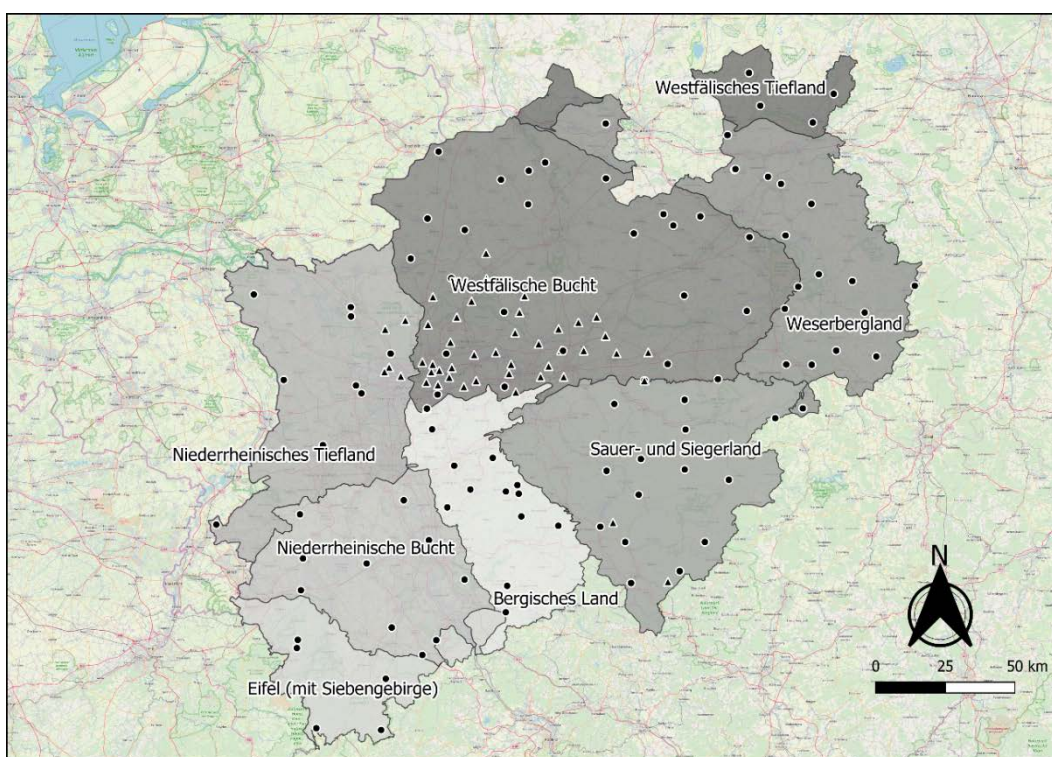 Westfälisches Tiefland
Westfälische Bucht
Weserbergland
Niederrheinisches Tiefland
Sauer- und Siegerland
Niederrheinische Bucht
Bergisches Land
Eifel (mit Siebengebirge)
N
0 25 50 km